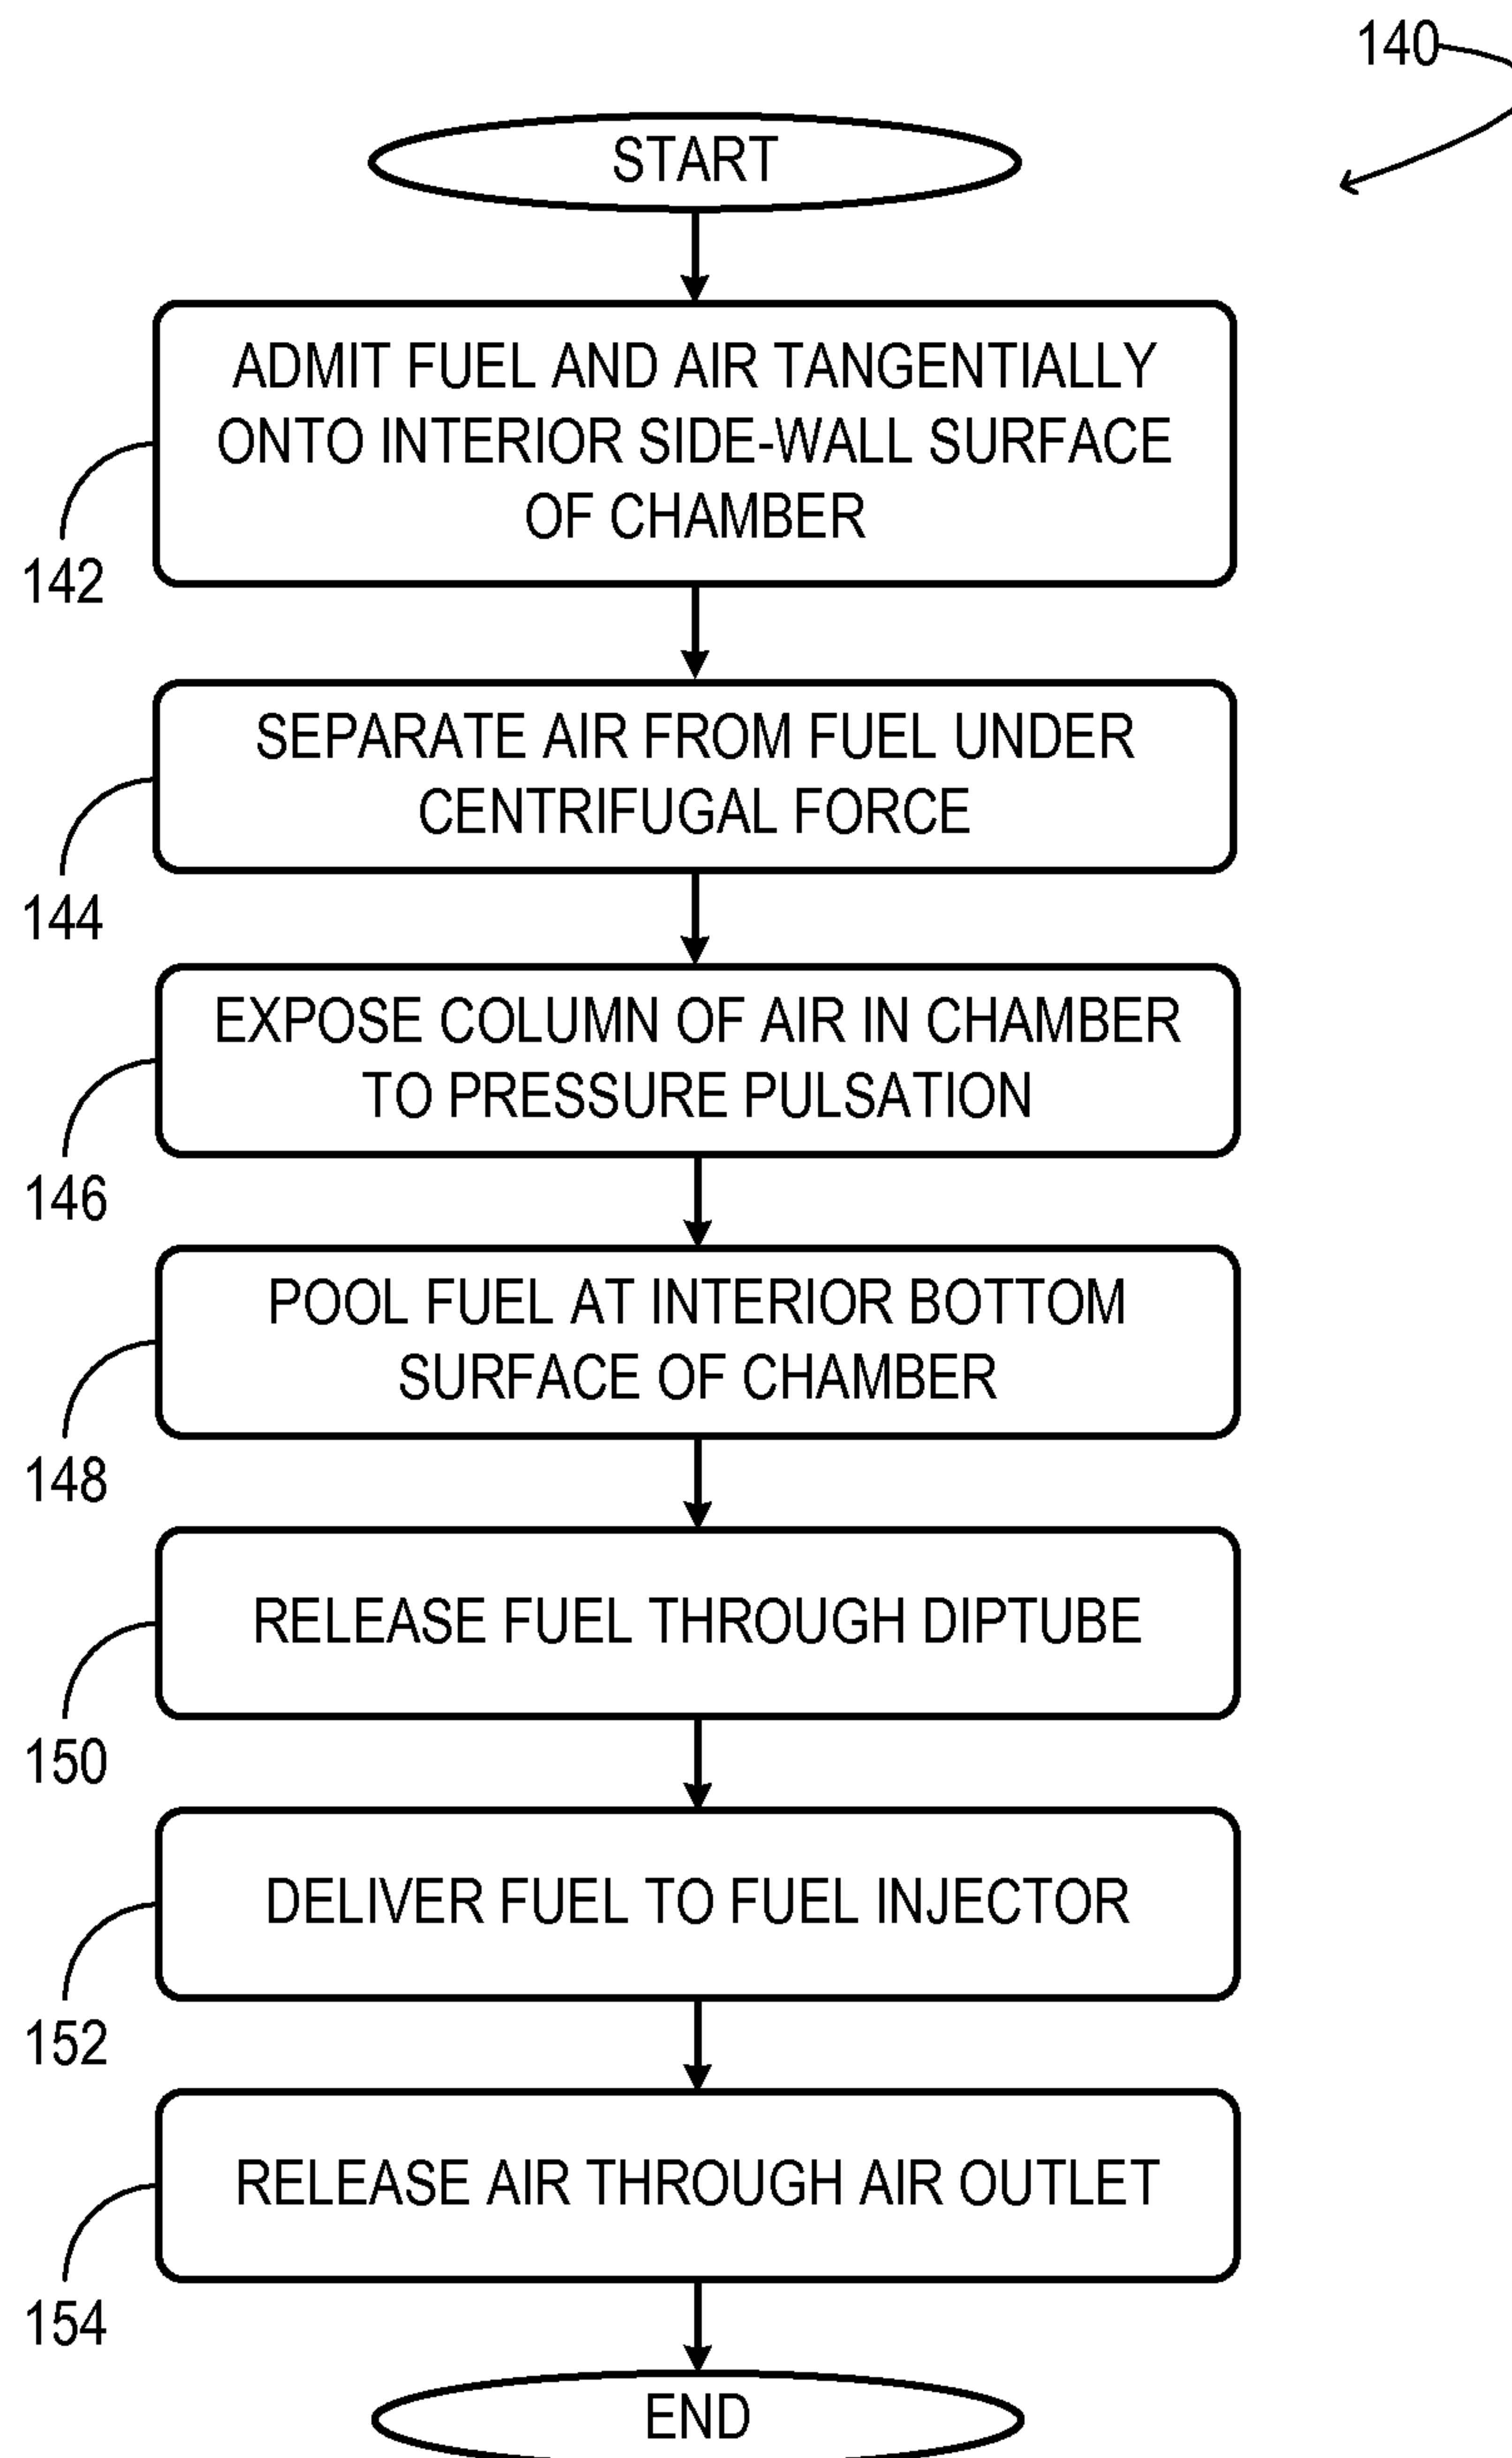 140
START
ADMIT FUEL AND AIR TANGENTIALLY
ONTO INTERIOR SIDE-WALL SURFACE
OF CHAMBER
142
SEPARATE AIR FROM FUEL UNDER
CENTRIFUGAL FORCE
144
EXPOSE COLUMN OF AIR IN CHAMBER
TO PRESSURE PULSATION
146
POOL FUEL AT INTERIOR BOTTOM
SURFACE OF CHAMBER
148
RELEASE FUEL THROUGH DIPTUBE
150
DELIVER FUEL TO FUEL INJECTOR
152
RELEASE AIR THROUGH AIR OUTLET
154
END